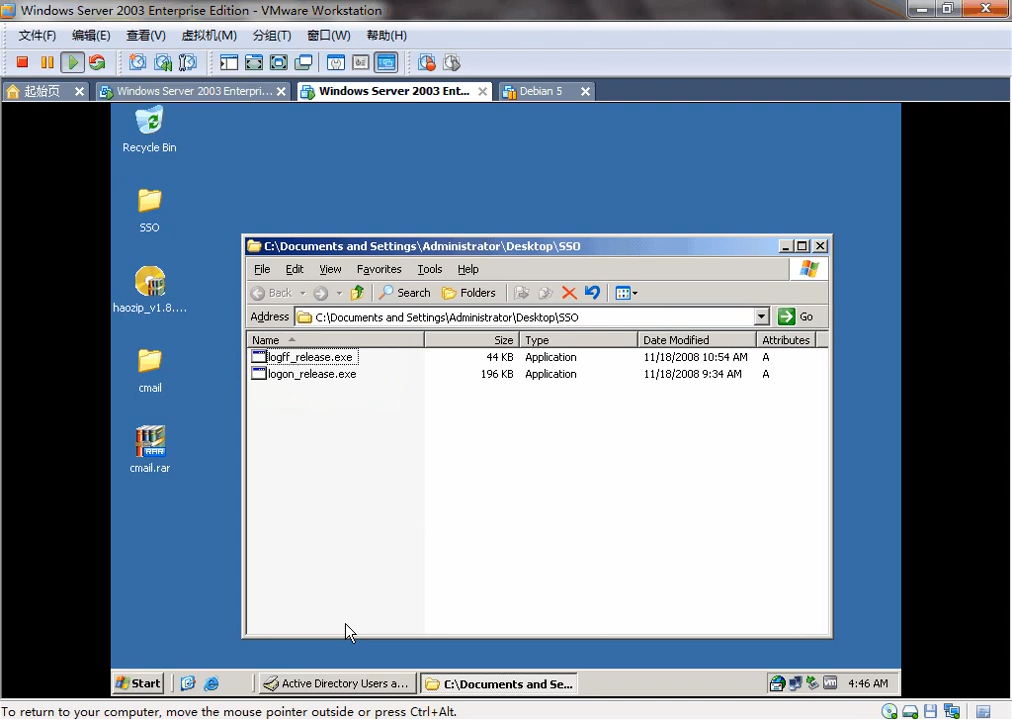 Windows Server 2003 Enterprise Edition - VMware Workstation
文件(F) 编辑(E) 查看(V) 虚拟机(M) 分组(T) 窗口(W) 帮助(H)
起始页 Windows Server 2003 Enterpri... Windows Server 2003 Ent... Debian 5
Recycle Bin
SSO
haozip_v1.8....
cmail
cmail.rar
C:\Documents and Settings\Administrator\Desktop\SSO
File Edit View Favorites Tools Help
Back Search Folders
Address C:\Documents and Settings\Administrator\Desktop\SSO Go
Name Size Type Date Modified Attributes
logff_release.exe 44 KB Application 11/18/2008 10:54 AM A
logon_release.exe 196 KB Application 11/18/2008 9:34 AM A
Start Active Directory Users a... C:\Documents and Se... 4:46 AM
To return to your computer, move the mouse pointer outside or press Ctrl+Alt.